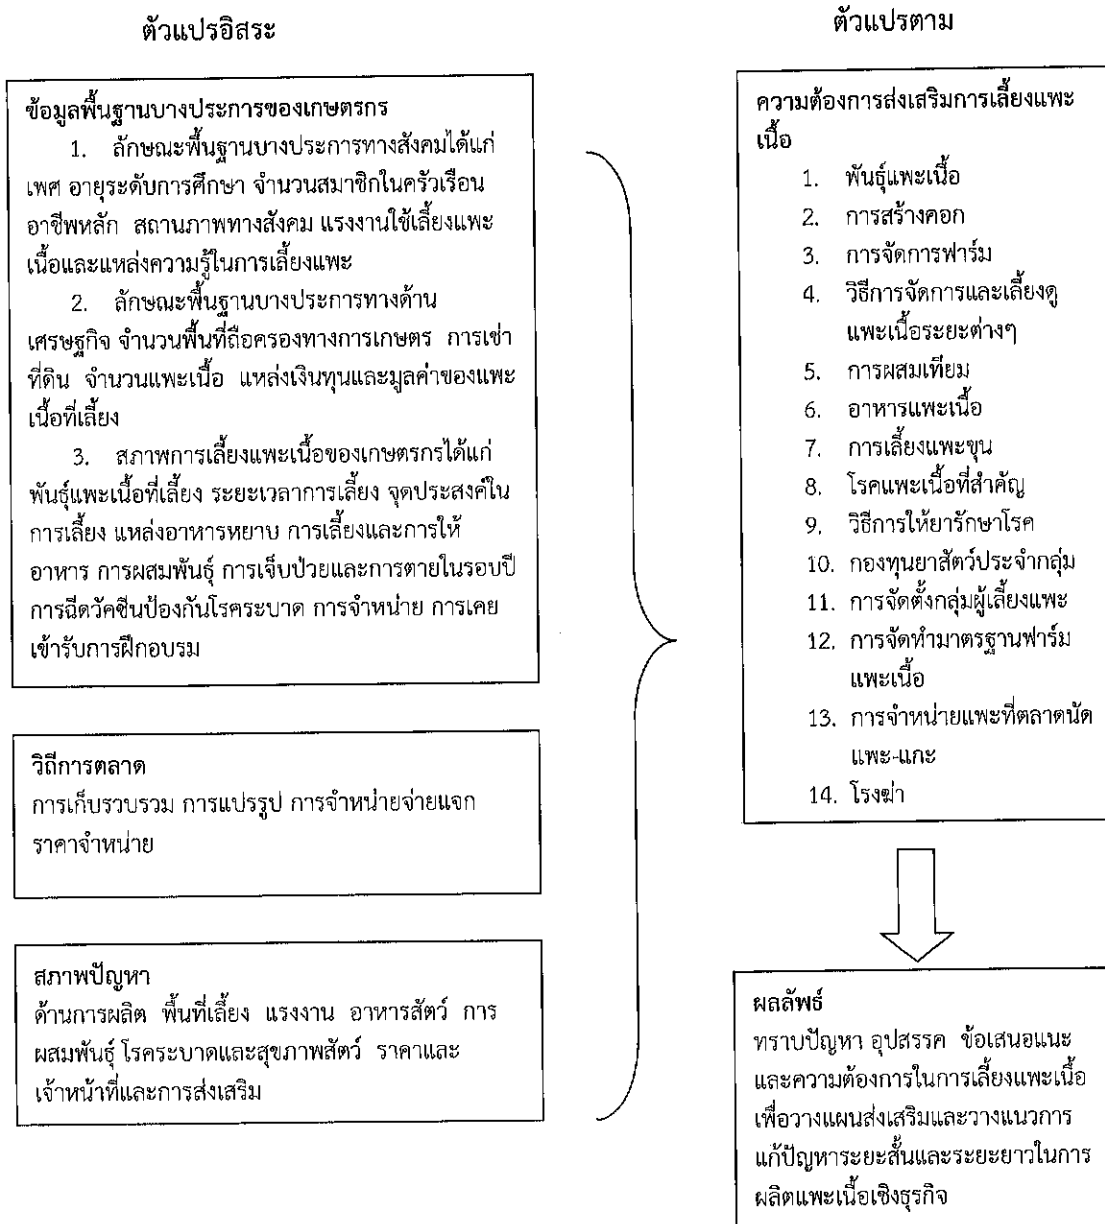 ตัวแปรอิสระ
ข้อมูลพื้นฐานบางประการของเกษตรกร
1. ลักษณะพื้นฐานบางประการทางสังคมได้แก่
เพศ อายุระดับการศึกษา จำนวนสมาชิกในครัวเรือน
อาชีพหลัก สถานภาพทางสังคม แรงงานใช้เลี้ยงแพะ
เนื้อและแหล่งความรู้ในการเลี้ยงแพะ
2. ลักษณะพื้นฐานบางประการทางด้าน
เศรษฐกิจ จำนวนพื้นที่ถือครองทางการเกษตร การเช่า
ที่ดิน จำนวนแพะเนื้อ แหล่งเงินทุนและมูลค่าของแพะ
เนื้อที่เลี้ยง
3. สภาพการเลี้ยงแพะเนื้อของเกษตรกรได้แก่
พันธุ์แพะเนื้อที่เลี้ยง ระยะเวลาการเลี้ยง จุดประสงค์ใน
การเลี้ยง แหล่งอาหารหยาบ การเลี้ยงและการให้
อาหาร การผสมพันธุ์ การเจ็บป่วยและการตายในรอบปี
การฉีดวัคซีนป้องกันโรคระบาด การจำหน่าย การเคย
เข้ารับการฝึกอบรม
วิถีการตลาด
การเก็บรวบรวม การแปรรูป การจำหน่ายจ่ายแจก
ราคาจำหน่าย
สภาพปัญหา
ด้านการผลิต พื้นที่เลี้ยง แรงงาน อาหารสัตว์ การ
ผสมพันธุ์ โรคระบาดและสุขภาพสัตว์ ราคาและ
เจ้าหน้าที่และการส่งเสริม
ตัวแปรตาม
ความต้องการส่งเสริมการเลี้ยงแพะ
เนื้อ
1. พันธุ์แพะเนื้อ
2. การสร้างคอก
3. การจัดการฟาร์ม
4. วิธีการจัดการและเลี้ยงดู
แพะเนื้อระยะต่างๆ
5. การผสมเทียม
6. อาหารแพะเนื้อ
7. การเลี้ยงแพะขุน
8. โรคแพะเนื้อที่สำคัญ
9. วิธีการให้ยารักษาโรค
10. กองทุนยาสัตว์ประจำกลุ่ม
11. การจัดตั้งกลุ่มผู้เลี้ยงแพะ
12. การจัดทำมาตรฐานฟาร์ม
แพะเนื้อ
13. การจำหน่ายแพะที่ตลาดนัด
แพะ-แกะ
14. โรงฆ่า
ผลลัพธ์
ทราบปัญหา อุปสรรค ข้อเสนอแนะ
และความต้องการในการเลี้ยงแพะเนื้อ
เพื่อวางแผนส่งเสริมและวางแนวการ
แก้ปัญหาระยะสั้นและระยะยาวในการ
ผลิตแพะเนื้อเชิงธุรกิจ